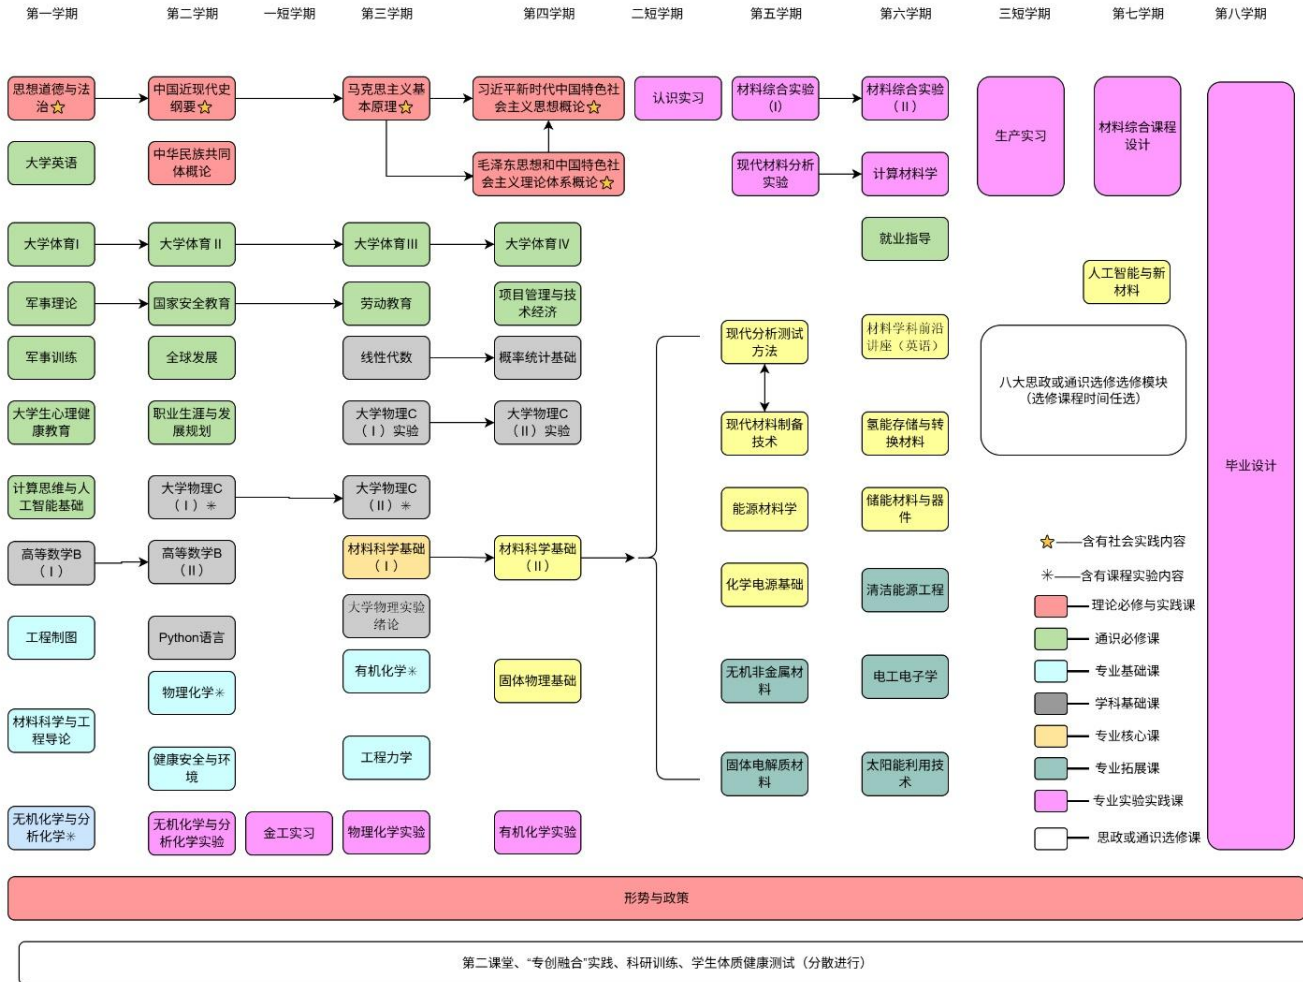 第一学期
第二学期
一短学期
第三学期
第四学期
二短学期
第五学期
第六学期
三短学期
第七学期
第八学期
思想道德与法
治
中国近现代史
纲要
马克思主义基
本原理
习近平新时代中国特色社
会主义思想概论
认识实习
材料综合实验
(I)
材料综合实验
(II)
生产实习
材料综合课程
设计
大学英语
中华民族共同
体概论
毛泽东思想和中国特色社
会主义理论体系概论
现代材料分析
实验
计算材料学
大学体育I
大学体育 II
大学体育III
大学体育IV
就业指导
军事理论
国家安全教育
劳动教育
项目管理与技
术经济
人工智能与新
材料
军事训练
全球发展
线性代数
概率统计基础
现代分析测试
方法
材料学科前沿
讲座（英语）
八大思政或通识选修选修模块
（选修课程时间任选）
大学生心理健
康教育
职业生涯与发
展规划
大学物理C
（I）实验
大学物理C
（II）实验
现代材料制备
技术
氢能存储与转
换材料
毕业设计
计算思维与人
工智能基础
大学物理C
（I）✳
大学物理C
（II）✳
能源材料学
储能材料与器
件
高等数学B
（I）
高等数学B
（II）
材料科学基础
（I）
材料科学基础
（II）
化学电源基础
清洁能源工程
大学物理实验
绪论
工程制图
Python语言
有机化学✳
固体物理基础
无机非金属材
料
电工电子学
物理化学✳
材料科学与工
程导论
健康安全与环
境
工程力学
固体电解质材
料
太阳能利用技
术
无机化学与分
析化学✳
无机化学与分
析化学实验
金工实习
物理化学实验
有机化学实验
——含有社会实践内容
✳——含有课程实验内容
理论必修与实践课
通识必修课
专业基础课
学科基础课
专业核心课
专业拓展课
专业实验实践课
思政或通识选修课
形势与政策
第二课堂、“专创融合”实践、科研训练、学生体质健康测试（分散进行）